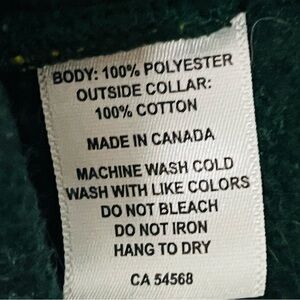 BODY: 100% POLYESTER
OUTSIDE COLLAR:
100% COTTON
MADE IN CANADA
MACHINE WASH COLD
WASH WITH LIKE COLORS
DO NOT BLEACH
DO NOT IRON
HANG TO DRY
CA 54568